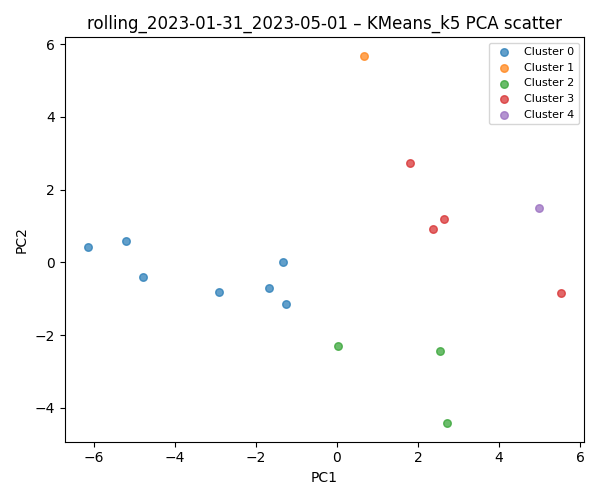 rolling_2023-01-31_2023-05-01 – KMeans_k5 PCA scatter
Cluster 0
Cluster 1
Cluster 2
Cluster 3
Cluster 4
6
4
2
0
−2
−4
PC2
−6
−4
−2
0
2
4
6
PC1